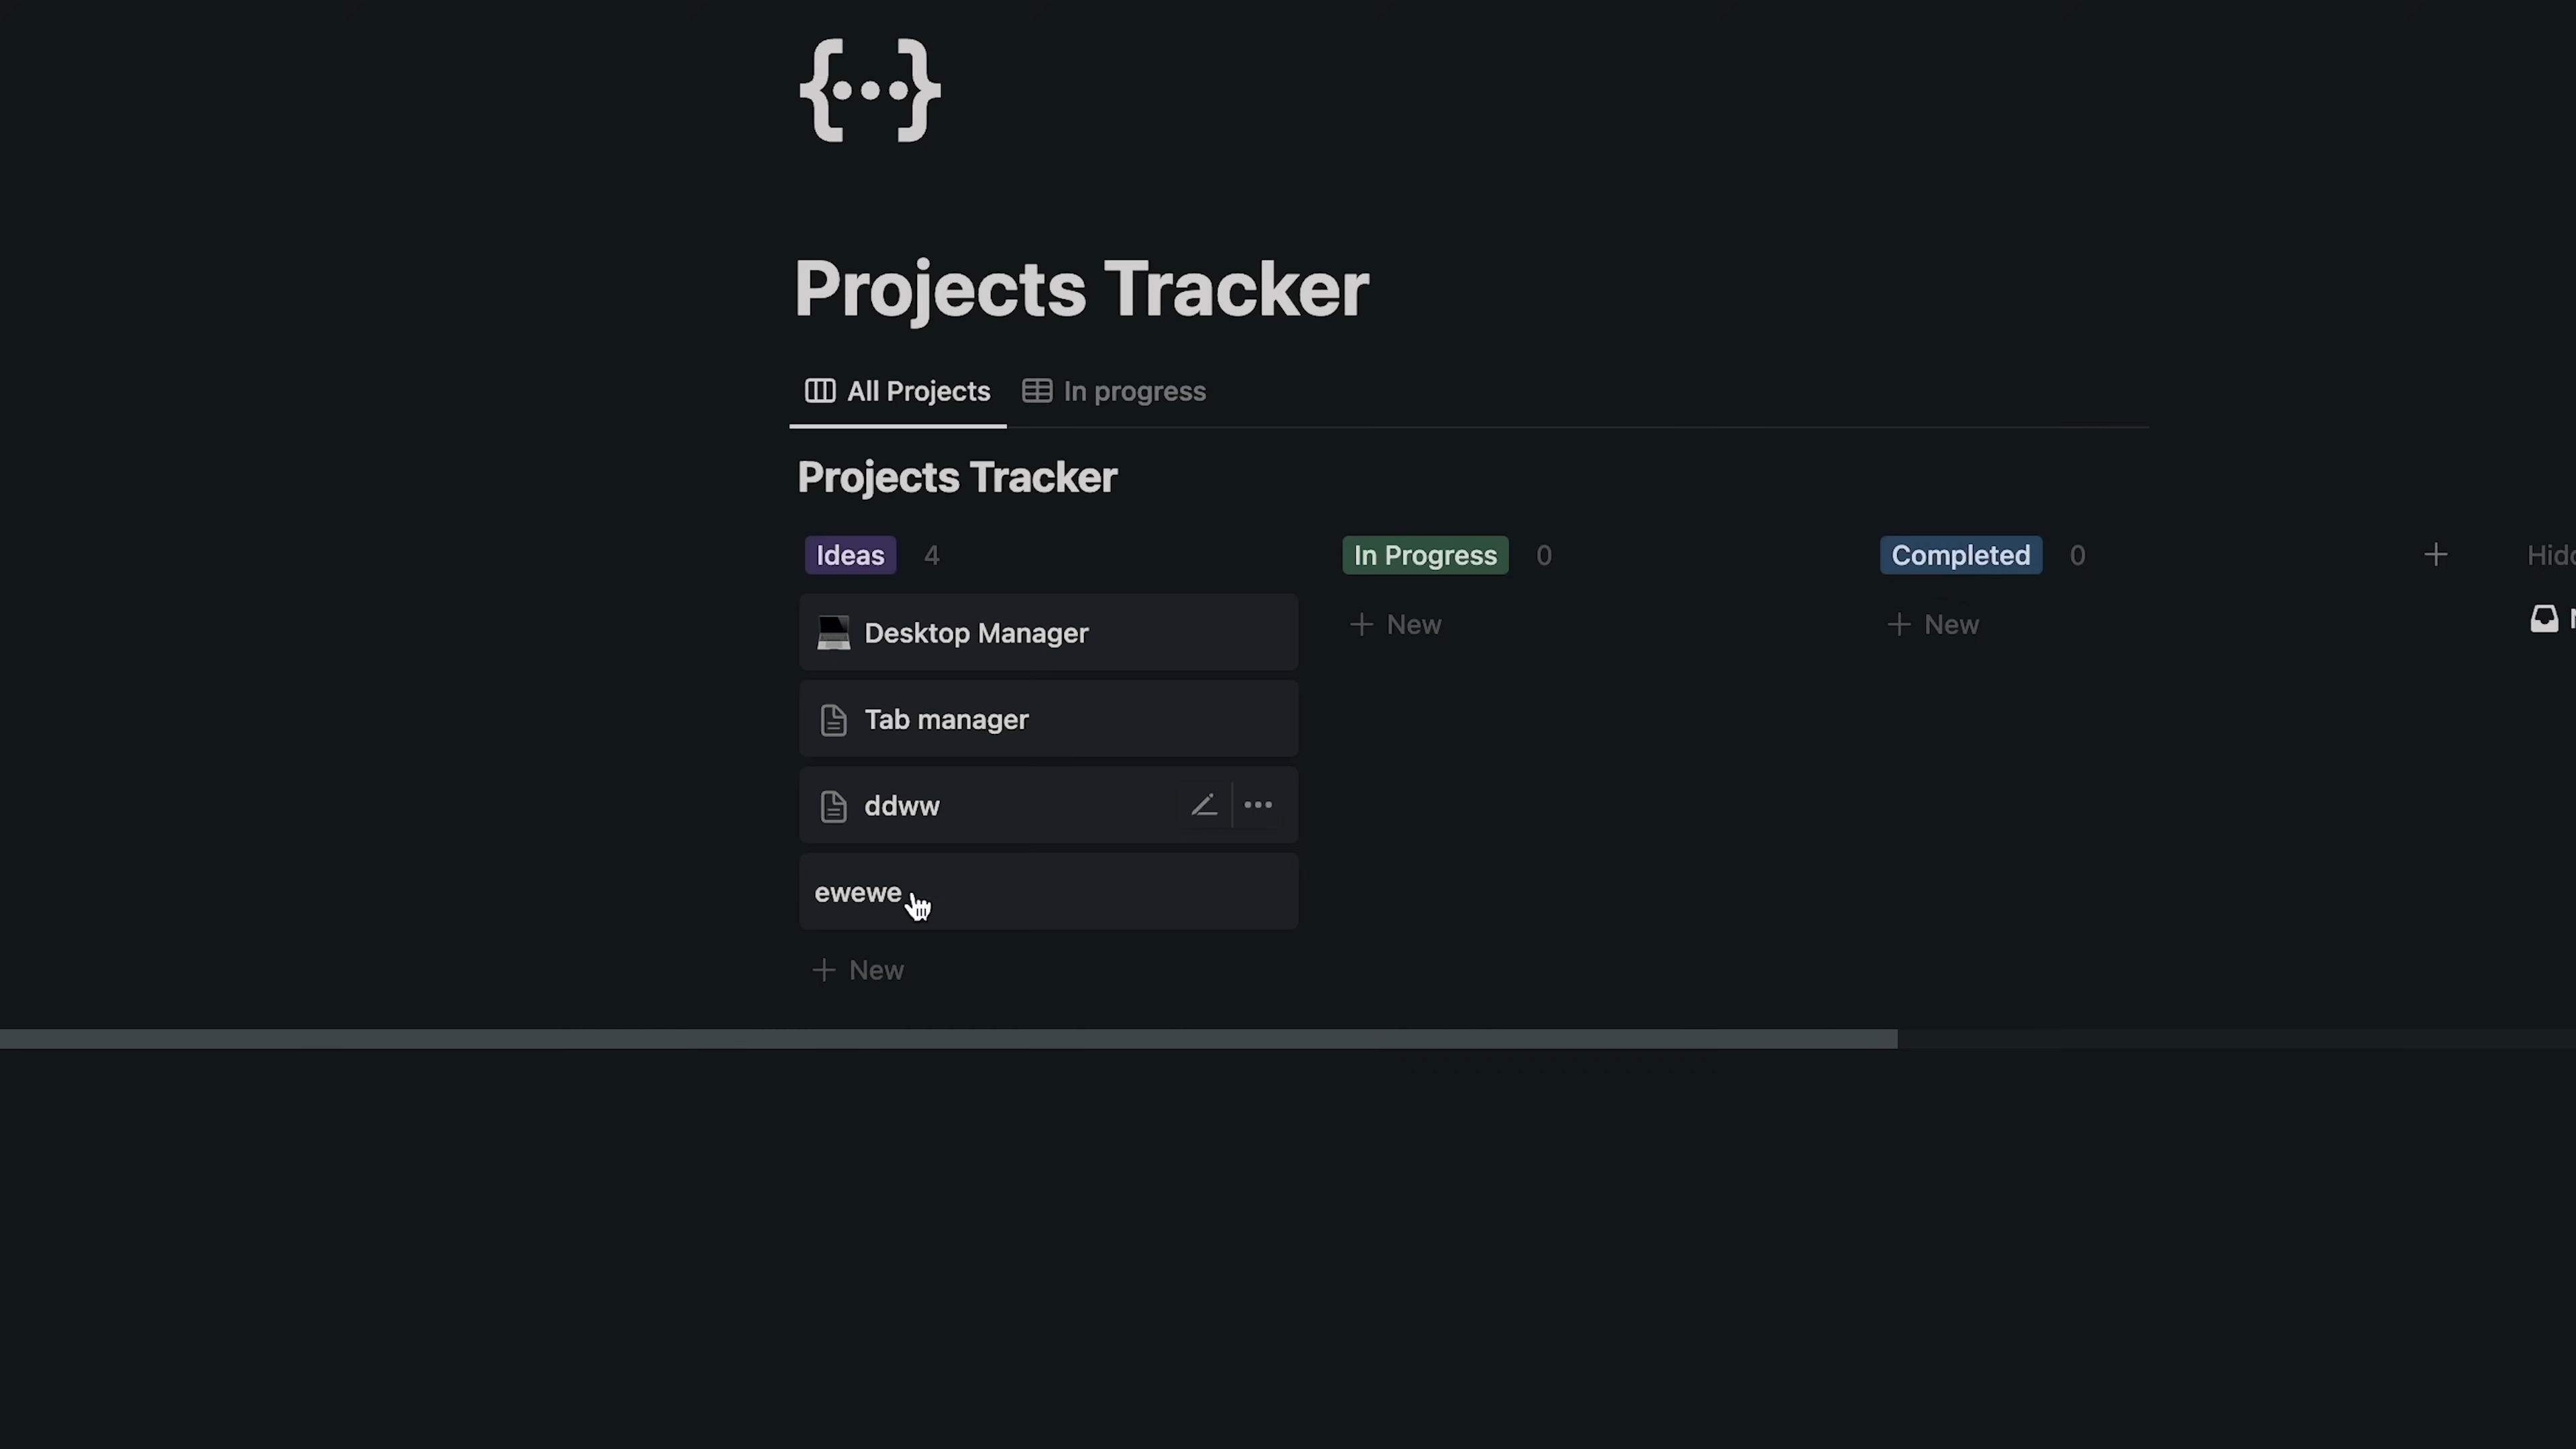 {...}
Projects Tracker
All Projects In progress
Projects Tracker
Ideas 4 In Progress 0 Completed 0
Desktop Manager + New + New
Tab manager
ddww
ewewe
+ New